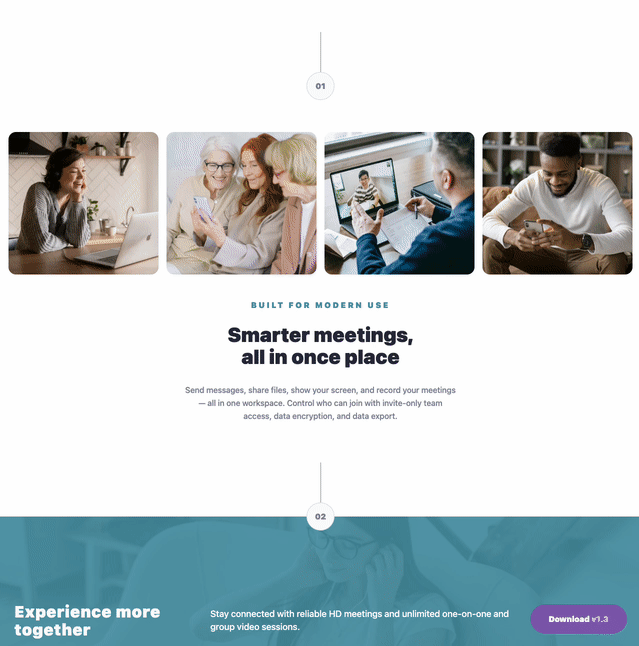 01
BUILT FOR MODERN USE
Smarter meetings,
all in once place
Send messages, share files, show your screen, and record your meetings
— all in one workspace. Control who can join with invite-only team
access, data encryption, and data export.
02
Experience more
together
Stay connected with reliable HD meetings and unlimited one-on-one and
group video sessions.
Download v1.3